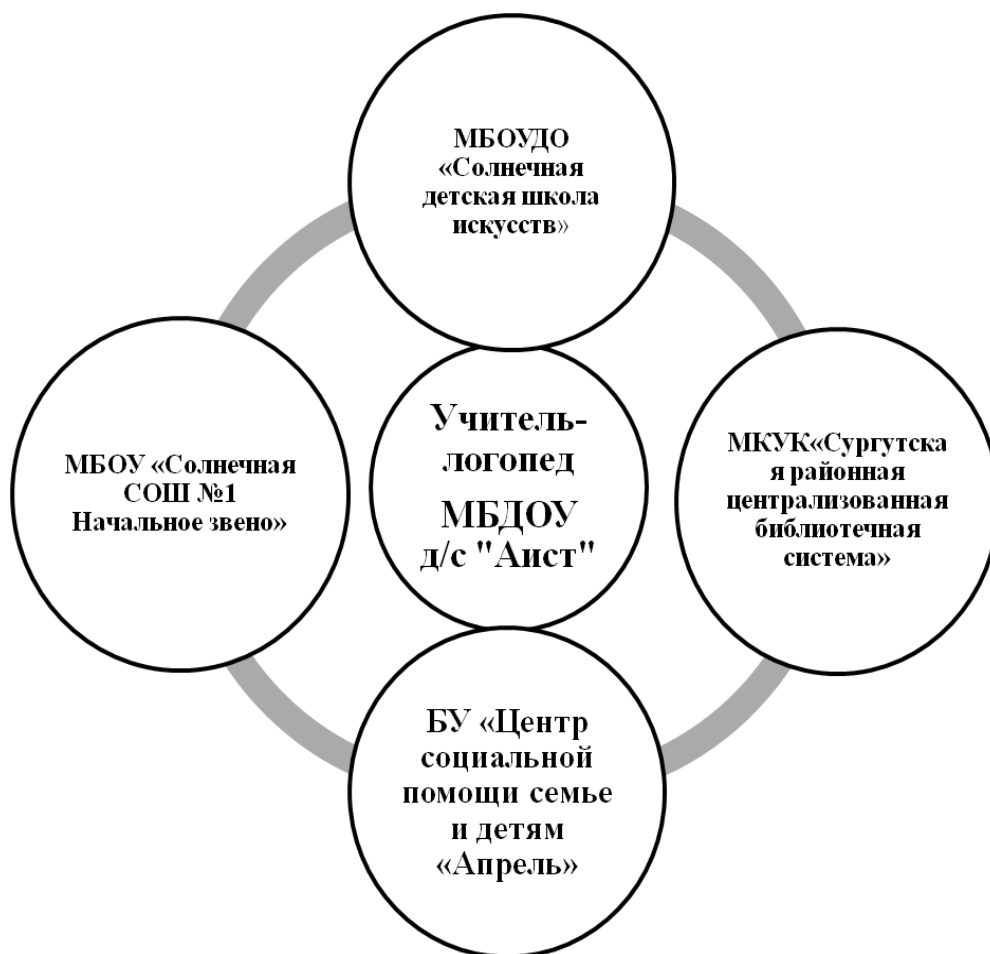 МБОУДО
«Солнечная
детская школа
искусств»
МБОУ «Солнечная
СОШ №1
Начальное звено»
Учитель-
логопед
МБДОУ
д/с "Аист"
МКУК«Сургутска
я районная
централизованная
библиотечная
система»
БУ «Центр
социальной
помощи семье
и детям
«Апрель»